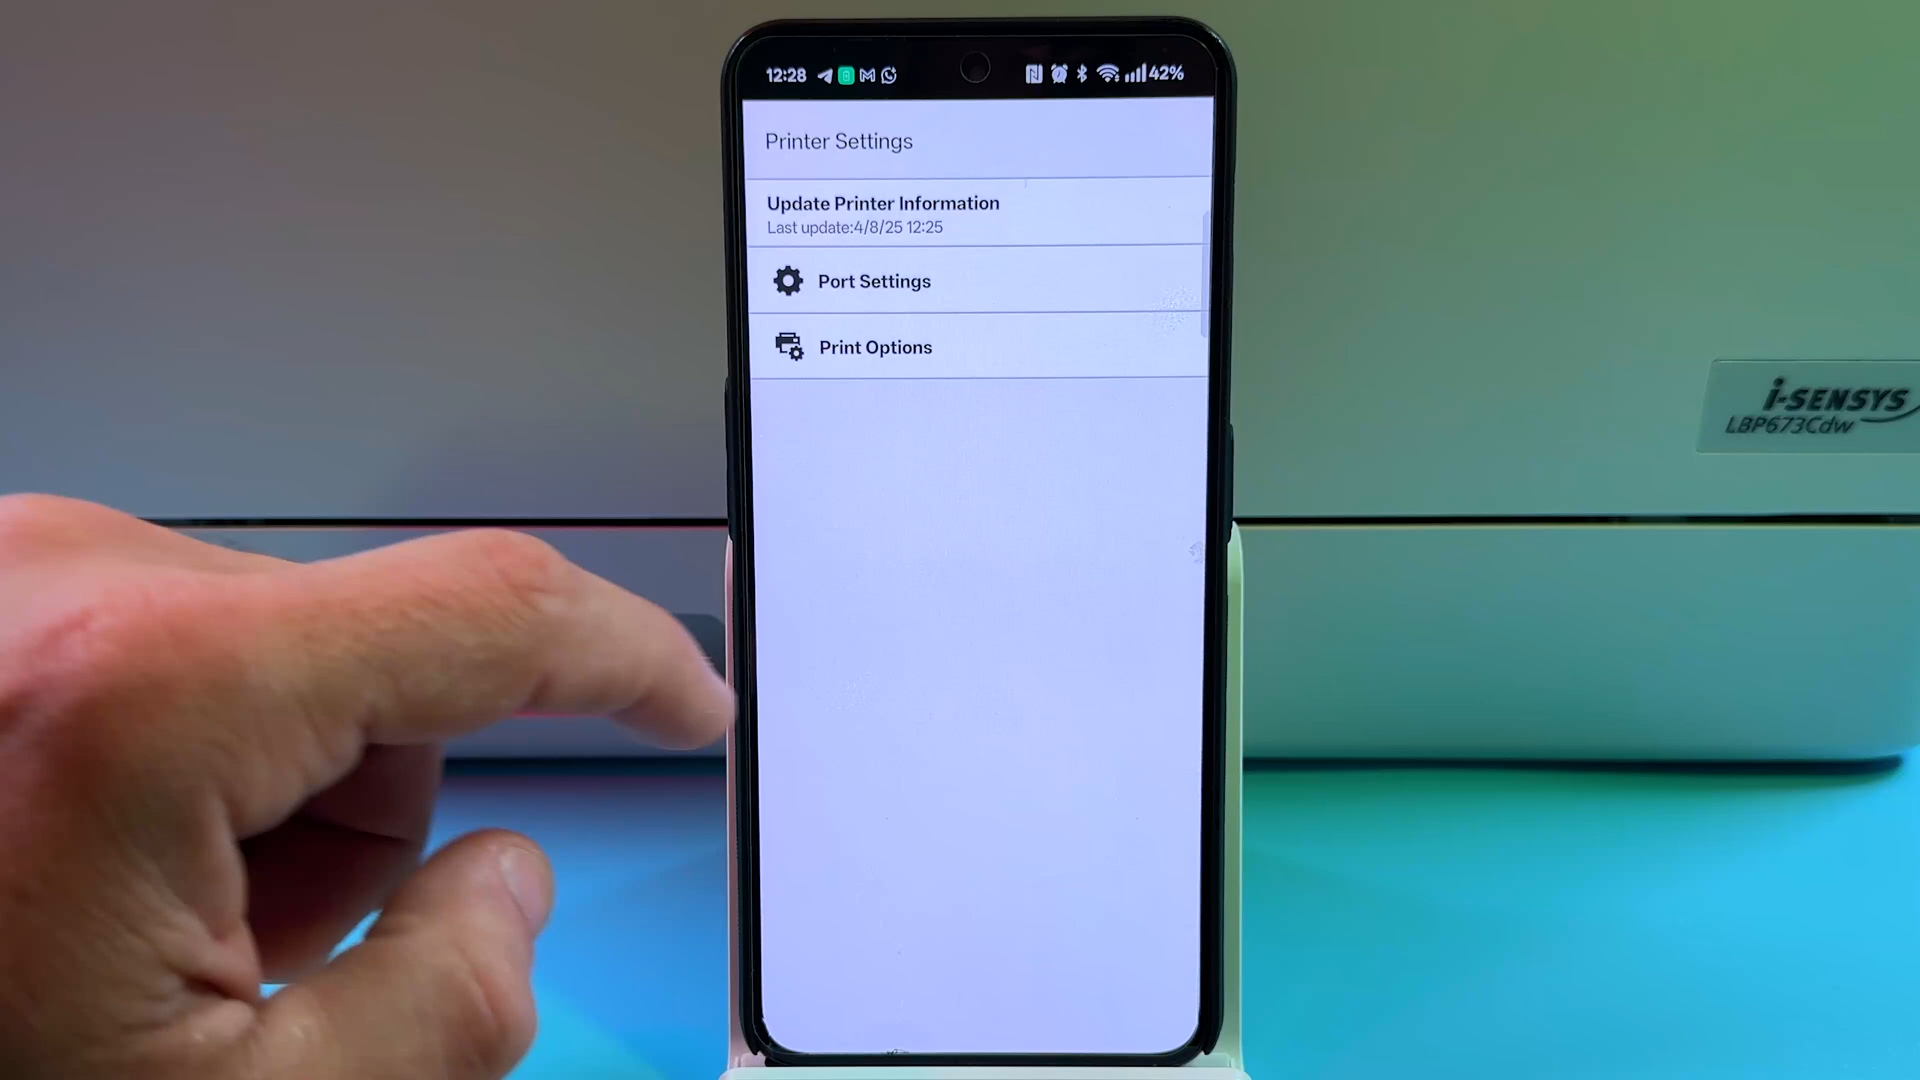 12:28
42%
Printer Settings
Update Printer Information
Last update:4/8/25 12:25
Port Settings
Print Options
i-SENSYS
LBP673Cdw